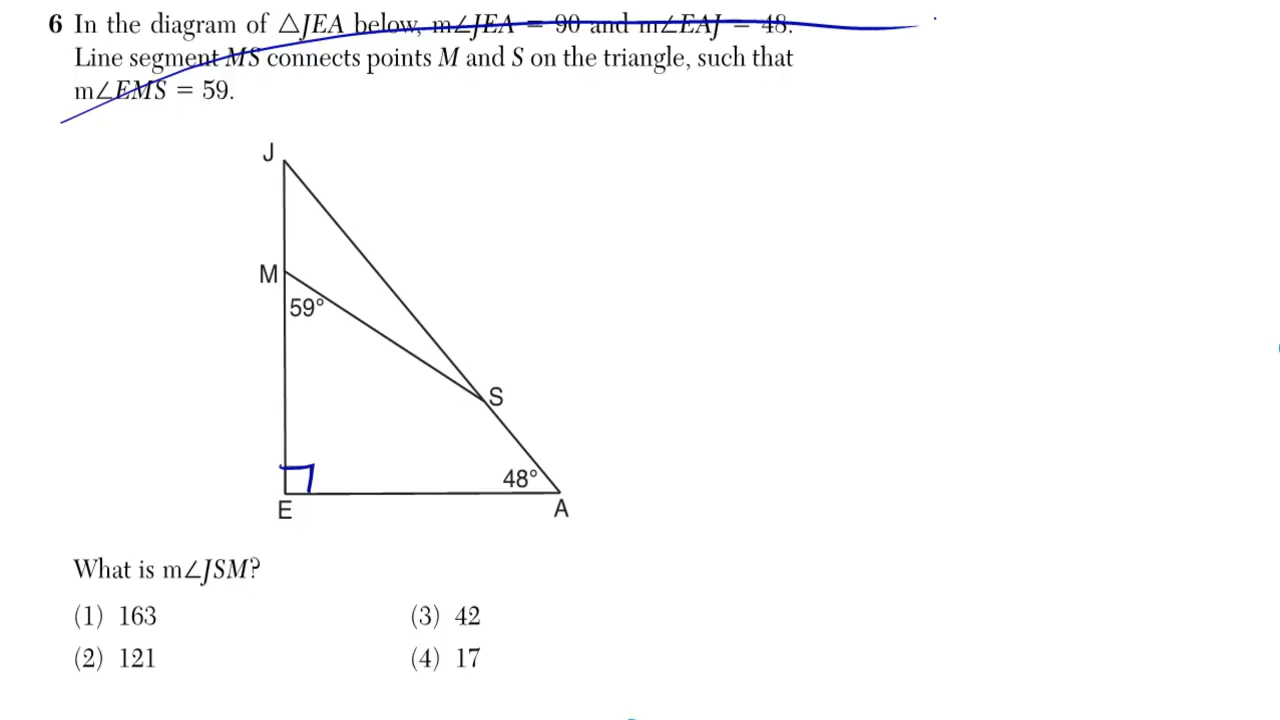 6 In the diagram of △JEA below, m∠JEA = 90 and m∠EAJ = 48.
Line segment MS connects points M and S on the triangle, such that
m∠EMS = 59.
J
M
59°
S
48°
E
A
What is m∠JSM?
(1) 163 (3) 42
(2) 121 (4) 17